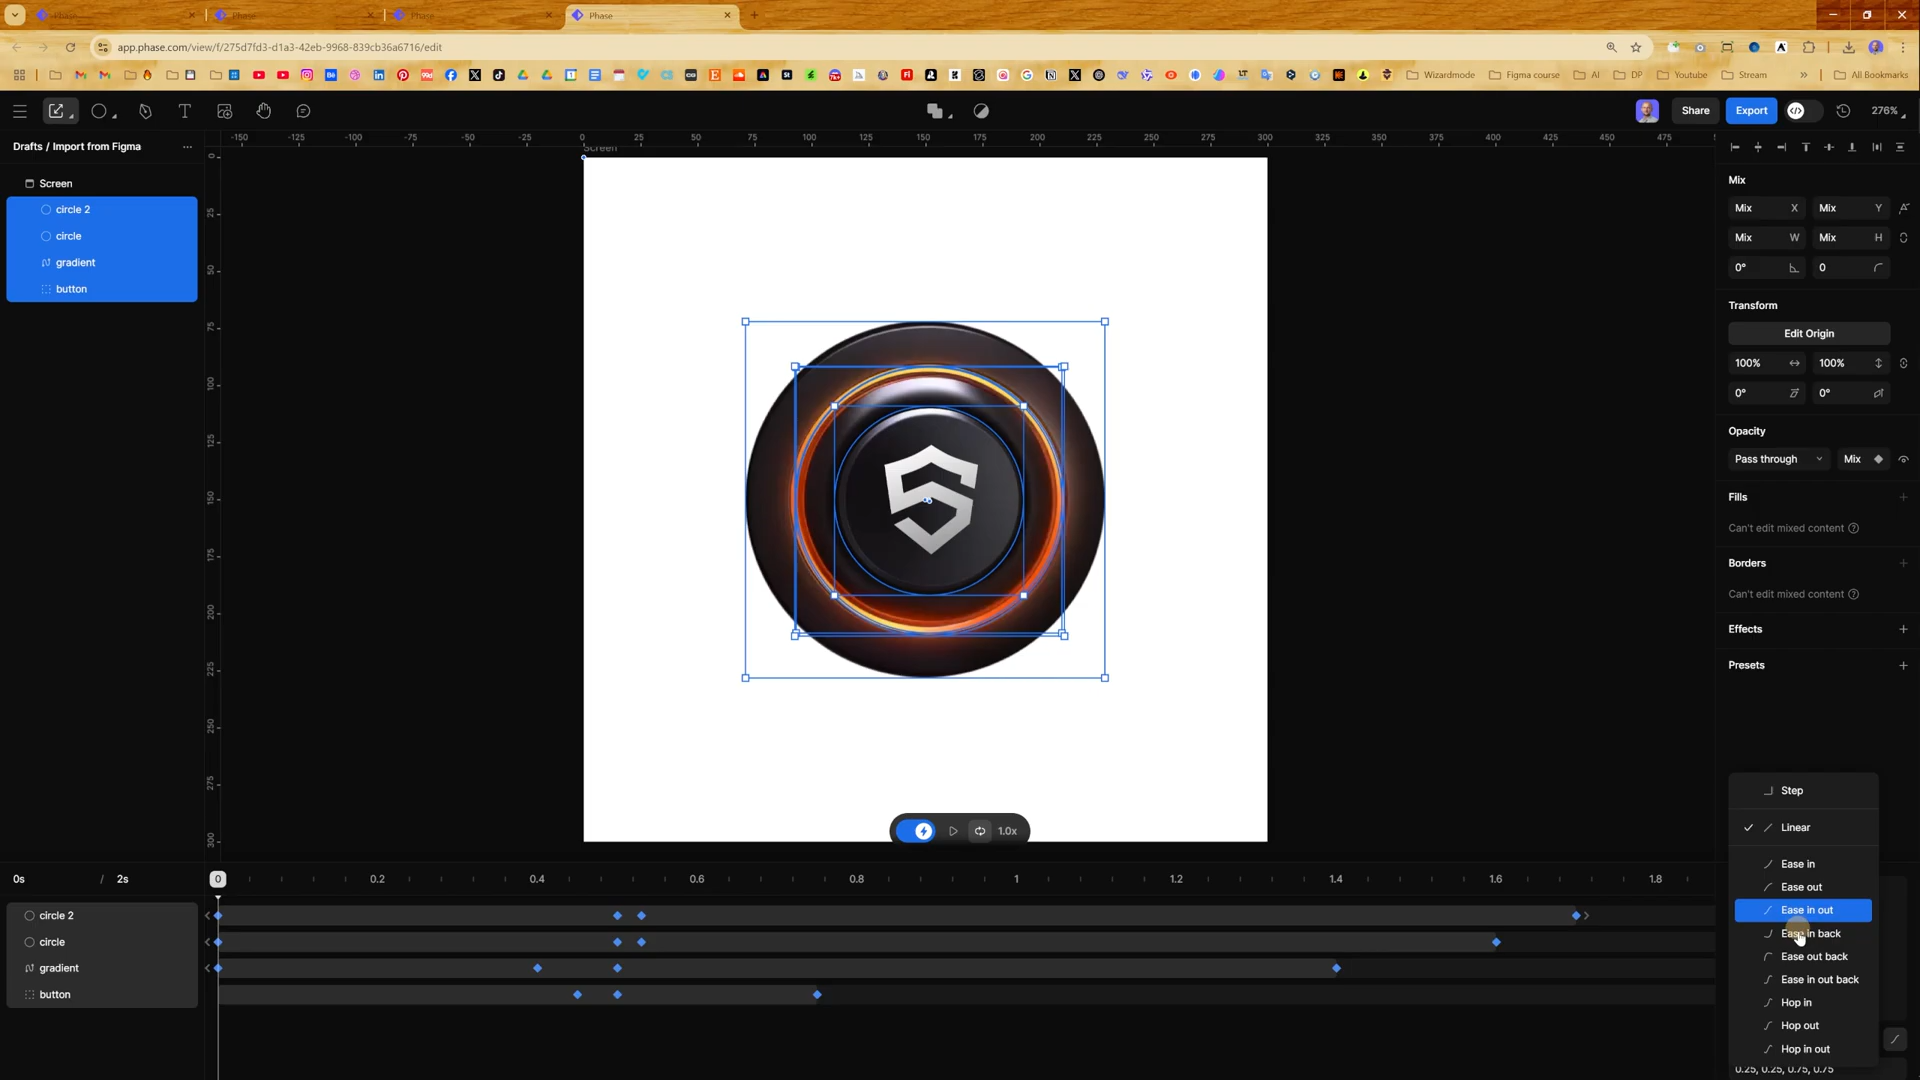 Phase
Phase
Phase
Phase
app.phase.com/view/f/275d7fd3-d1a3-42eb-9968-839cb36a6716/edit
Wizardmode
Figma course
AI
DP
Youtube
Stream
All Bookmarks
Share
Export
276%
Drafts / Import from Figma
-150 -125 -100 -75 -50 -25 0 25 50 75 100 125 150 175 200 225 250 275 300 325 350 375 400 425 450 475
Screen
0
25
50
75
100
125
150
175
200
225
250
275
300
Screen
circle 2
circle
gradient
button
Mix
Mix X Mix Y
Mix W Mix H
0° 0
Transform
Edit Origin
100% 100%
0° 0°
Opacity
Pass through Mix
Fills
Can't edit mixed content
Borders
Can't edit mixed content
Effects
Presets
Step
Linear
Ease in
Ease out
Ease in out
Ease in back
Ease out back
Ease in out back
Hop in
Hop out
Hop in out
0.25, 0.25, 0.75, 0.75
1.0x
0s / 2s
0 0.2 0.4 0.6 0.8 1 1.2 1.4 1.6 1.8
circle 2
circle
gradient
button